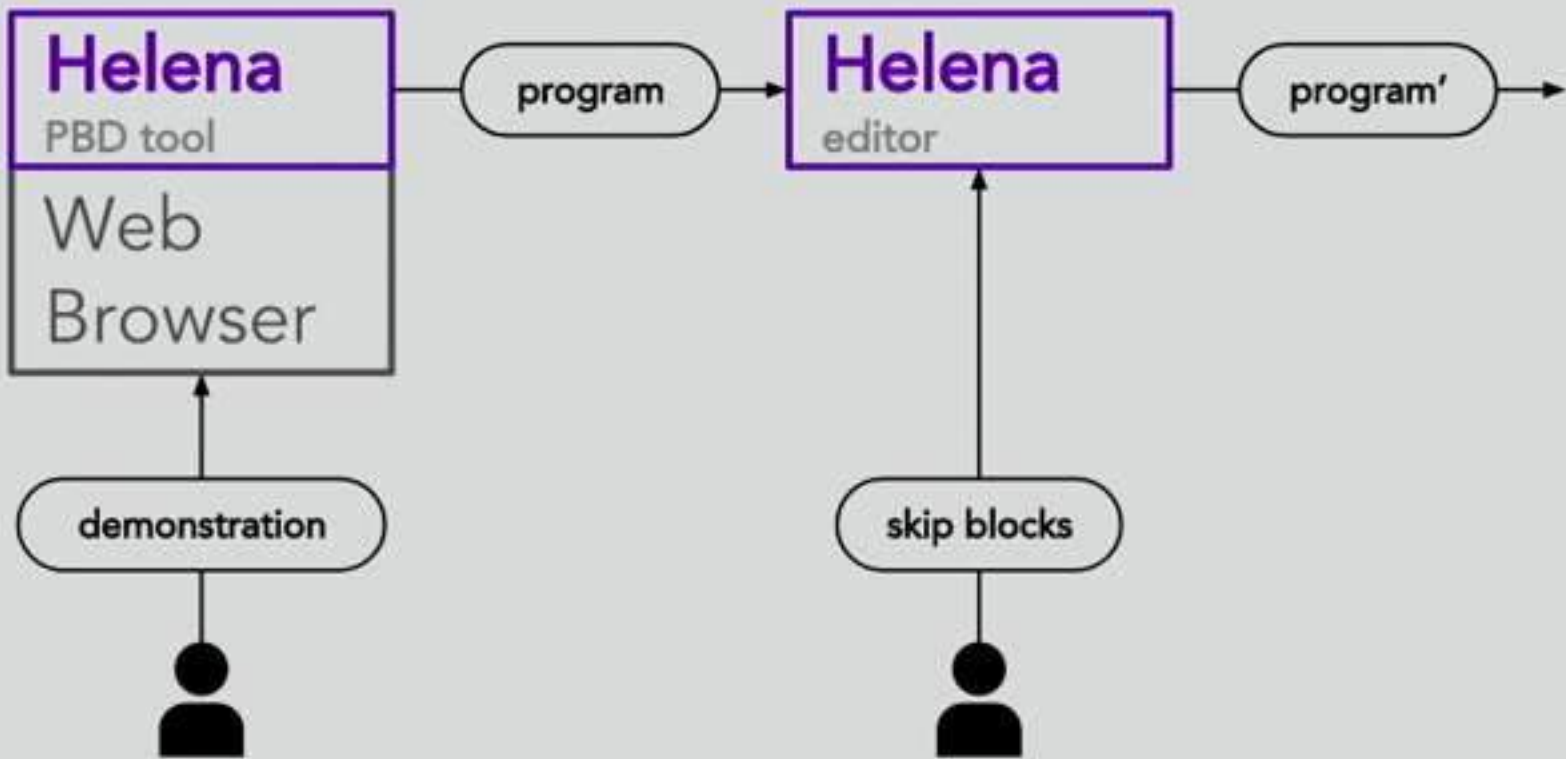 Helena
PBD tool
Web
Browser
program
Helena
editor
program′
demonstration
skip blocks